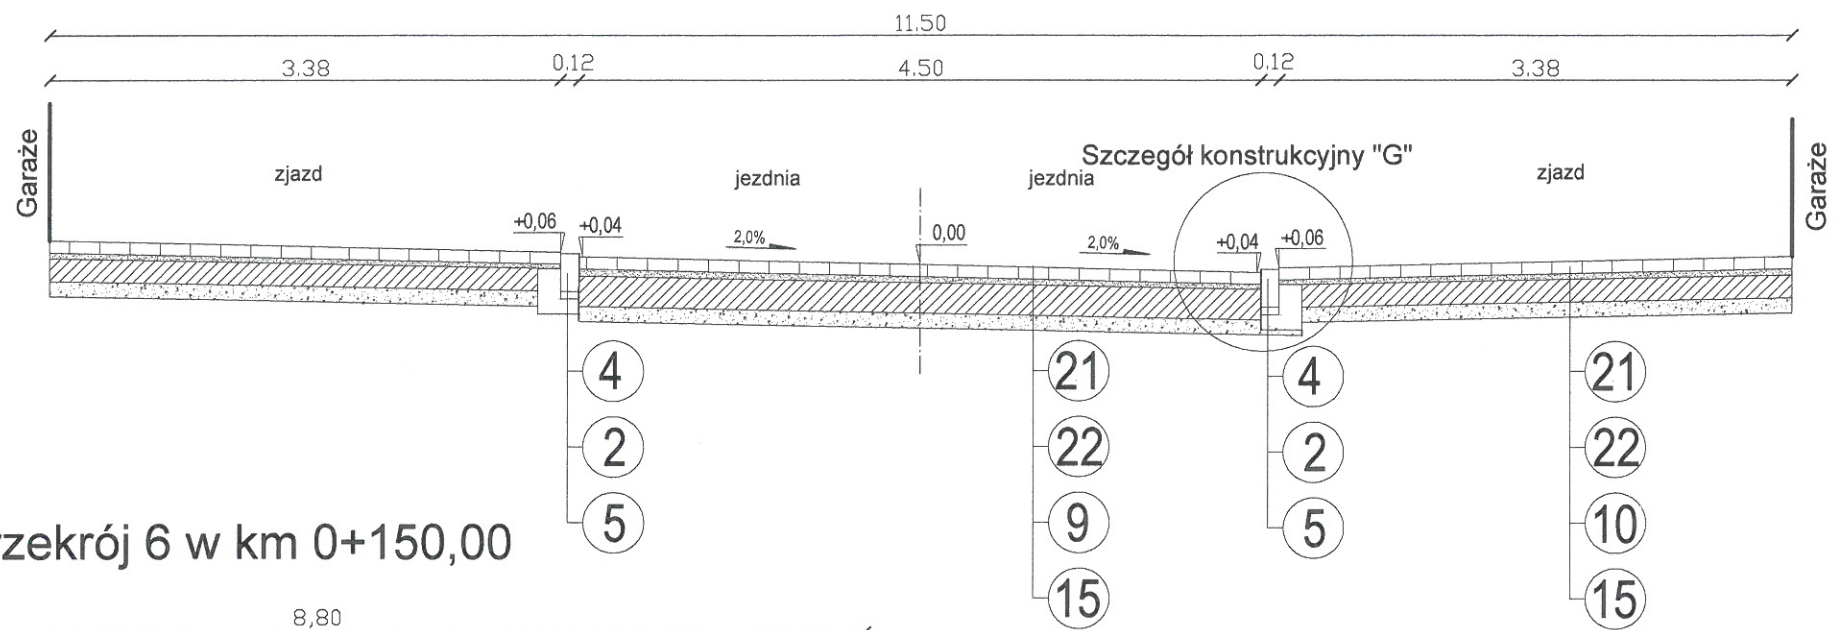 11.50
3.38 0.12 4.50 0.12 3.38
Garaże
zjazd
jezdnia
jezdnia
Szczegół konstrukcyjny "G"
zjazd
Garaże
+0,06 +0,04
2,0%
0,00
2,0%
+0,04 +0,06
4 21 4 21
2 22 2 22
5 9 5 10
15 15
zekrój 6 w km 0+150,00
8,80